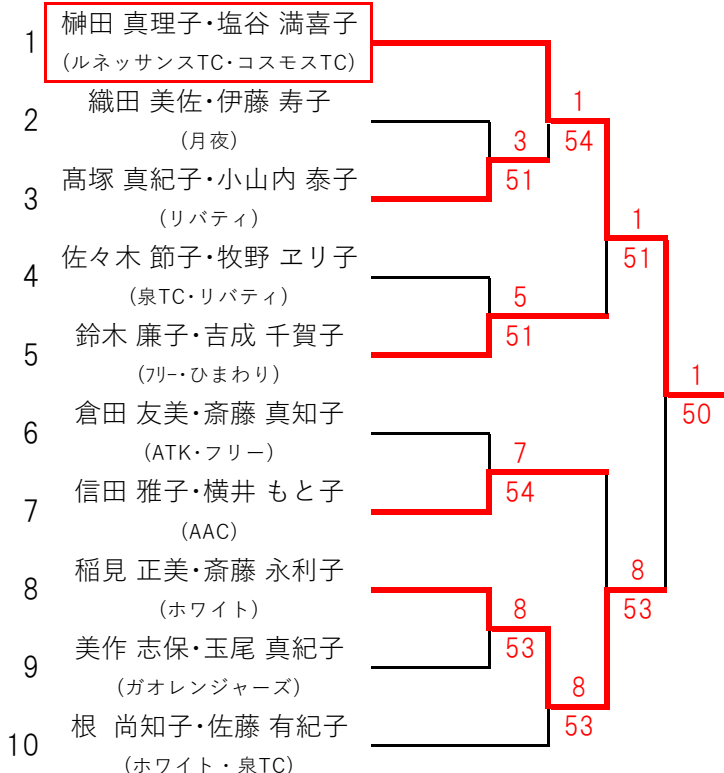 1
榊田 真理子・塩谷 満喜子
(ルネッサンスTC・コスモスTC)
2
織田 美佐・伊藤 寿子
(月夜)
3
髙塚 真紀子・小山内 泰子
(リバティ)
4
佐々木 節子・牧野 ヱリ子
(泉TC・リバティ)
5
鈴木 廉子・吉成 千賀子
(フリー・ひまわり)
6
倉田 友美・斎藤 真知子
(ATK・フリー)
7
信田 雅子・横井 もと子
(AAC)
8
稲見 正美・斎藤 永利子
(ホワイト)
9
美作 志保・玉尾 真紀子
(ガオレンジャーズ)
10
根 尚知子・佐藤 有紀子
(ホワイト・泉TC)
3
51
5
51
7
54
8
53
1
54
8
53
1
51
8
53
1
50